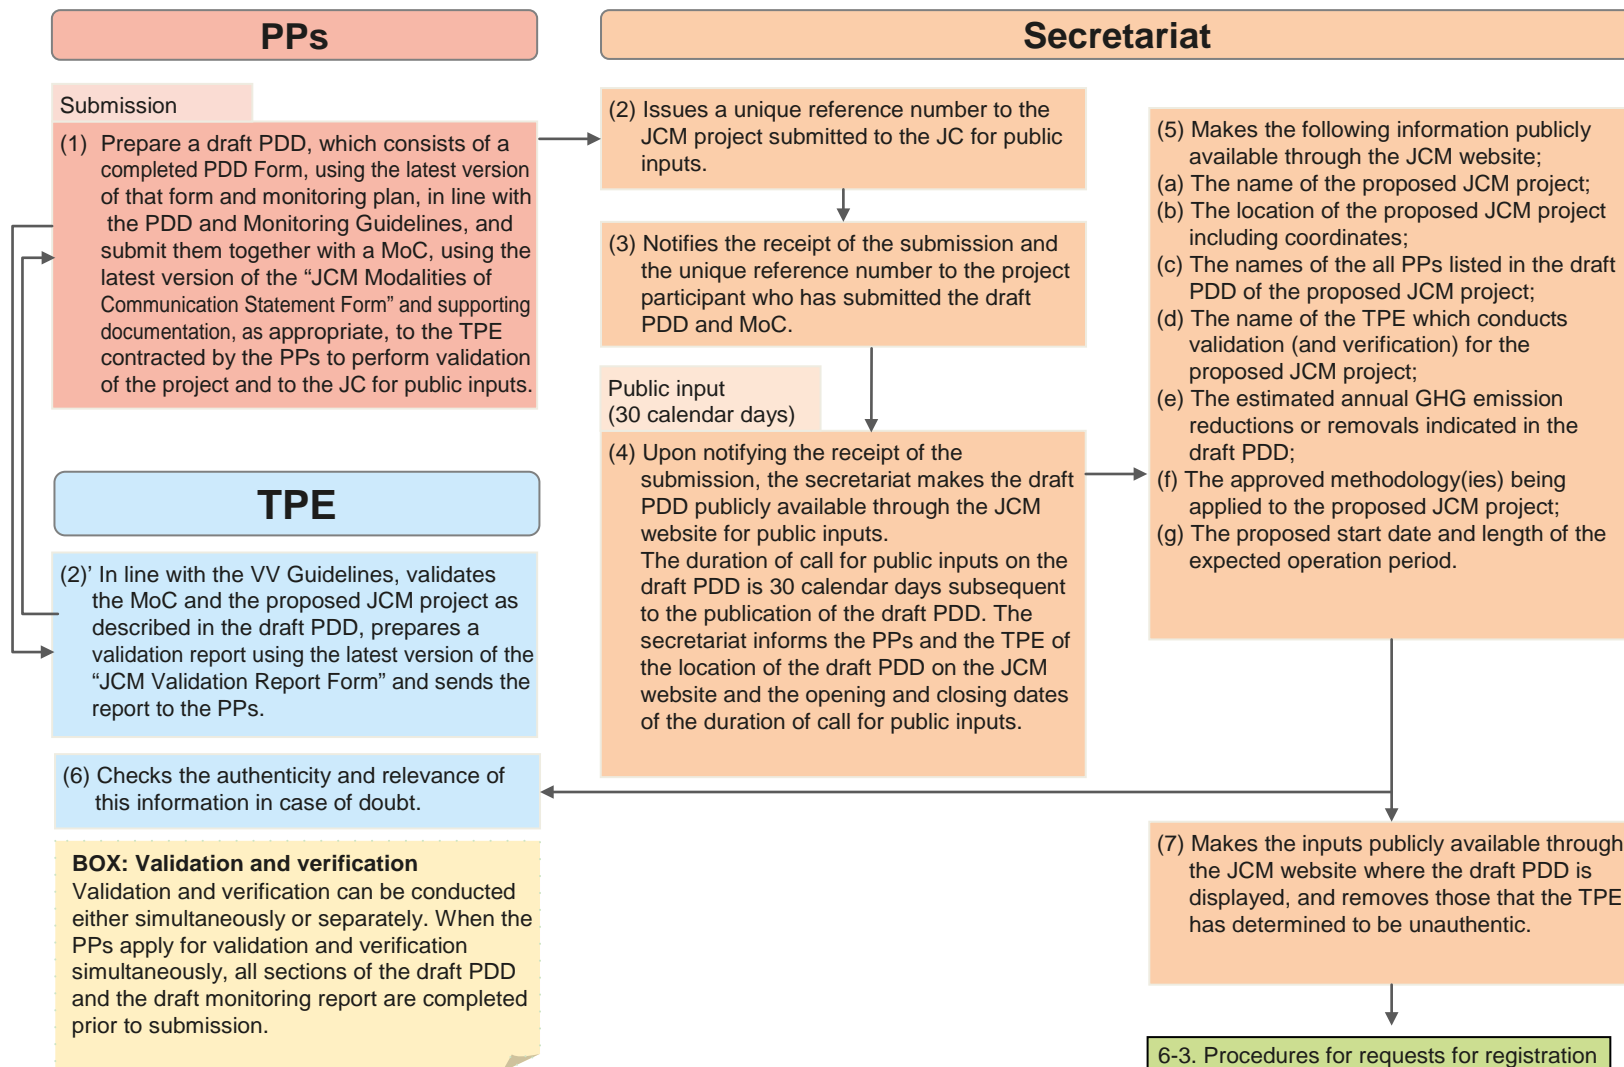 PPs
Secretariat
Submission
(1) Prepare a draft PDD, which consists of a
completed PDD Form, using the latest version
of that form and monitoring plan, in line with
the PDD and Monitoring Guidelines, and
submit them together with a MoC, using the
latest version of the “JCM Modalities of
Communication Statement Form” and supporting
documentation, as appropriate, to the TPE
contracted by the PPs to perform validation
of the project and to the JC for public inputs.
TPE
(2)’ In line with the VV Guidelines, validates
the MoC and the proposed JCM project as
described in the draft PDD, prepares a
validation report using the latest version of the
“JCM Validation Report Form” and sends the
report to the PPs.
(6) Checks the authenticity and relevance of
this information in case of doubt.
BOX: Validation and verification
Validation and verification can be conducted
either simultaneously or separately. When the
PPs apply for validation and verification
simultaneously, all sections of the draft PDD
and the draft monitoring report are completed
prior to submission.
(2) Issues a unique reference number to the
JCM project submitted to the JC for public
inputs.
(3) Notifies the receipt of the submission and
the unique reference number to the project
participant who has submitted the draft
PDD and MoC.
Public input
(30 calendar days)
(4) Upon notifying the receipt of the
submission, the secretariat makes the draft
PDD publicly available through the JCM
website for public inputs.
The duration of call for public inputs on the
draft PDD is 30 calendar days subsequent
to the publication of the draft PDD. The
secretariat informs the PPs and the TPE of
the location of the draft PDD on the JCM
website and the opening and closing dates
of the duration of call for public inputs.
(5) Makes the following information publicly
available through the JCM website;
(a) The name of the proposed JCM project;
(b) The location of the proposed JCM project
including coordinates;
(c) The names of the all PPs listed in the draft
PDD of the proposed JCM project;
(d) The name of the TPE which conducts
validation (and verification) for the
proposed JCM project;
(e) The estimated annual GHG emission
reductions or removals indicated in the
draft PDD;
(f) The approved methodology(ies) being
applied to the proposed JCM project;
(g) The proposed start date and length of the
expected operation period.
(7) Makes the inputs publicly available through
the JCM website where the draft PDD is
displayed, and removes those that the TPE
has determined to be unauthentic.
6-3. Procedures for requests for registration